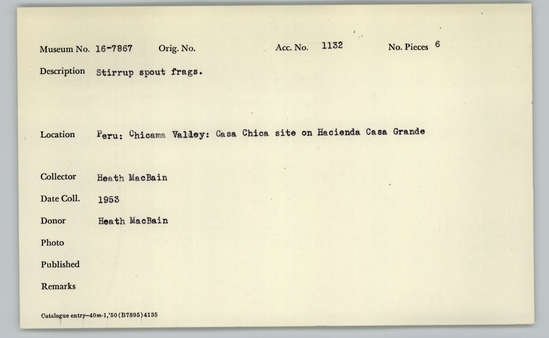 Museum No. 16-7867 Orig. No. Acc. No. 1132 No. Pieces 6
Description Stirrup spout frags.
Location Peru: Chicama Valley: Casa Chica site on Hacienda Casa Grande
Collector Heath MacBain
Date Coll. 1953
Donor Heath MacBain
Photo
Published
Remarks
Catalogue entry—40m-1,'50(B7895)4135